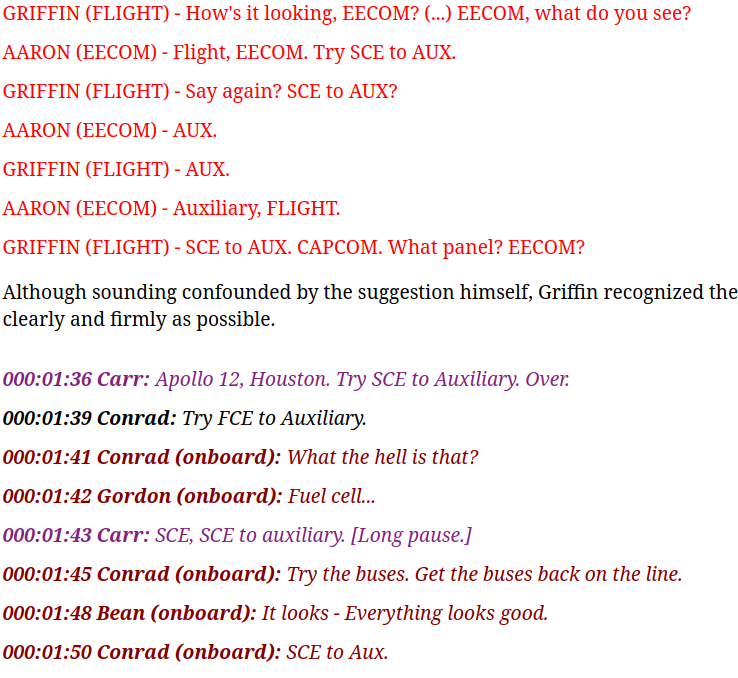 GRIFFIN (FLIGHT) - How's it looking, EECOM? (...) EECOM, what do you see?
AARON (EECOM) - Flight, EECOM. Try SCE to AUX.
GRIFFIN (FLIGHT) - Say again? SCE to AUX?
AARON (EECOM) - AUX.
GRIFFIN (FLIGHT) - AUX.
AARON (EECOM) - Auxiliary, FLIGHT.
GRIFFIN (FLIGHT) - SCE to AUX. CAPCOM. What panel? EECOM?
Although sounding confounded by the suggestion himself, Griffin recognized the
clearly and firmly as possible.
000:01:36 Carr: Apollo 12, Houston. Try SCE to Auxiliary. Over.
000:01:39 Conrad: Try FCE to Auxiliary.
000:01:41 Conrad (onboard): What the hell is that?
000:01:42 Gordon (onboard): Fuel cell...
000:01:43 Carr: SCE, SCE to auxiliary. [Long pause.]
000:01:45 Conrad (onboard): Try the buses. Get the buses back on the line.
000:01:48 Bean (onboard): It looks - Everything looks good.
000:01:50 Conrad (onboard): SCE to Aux.